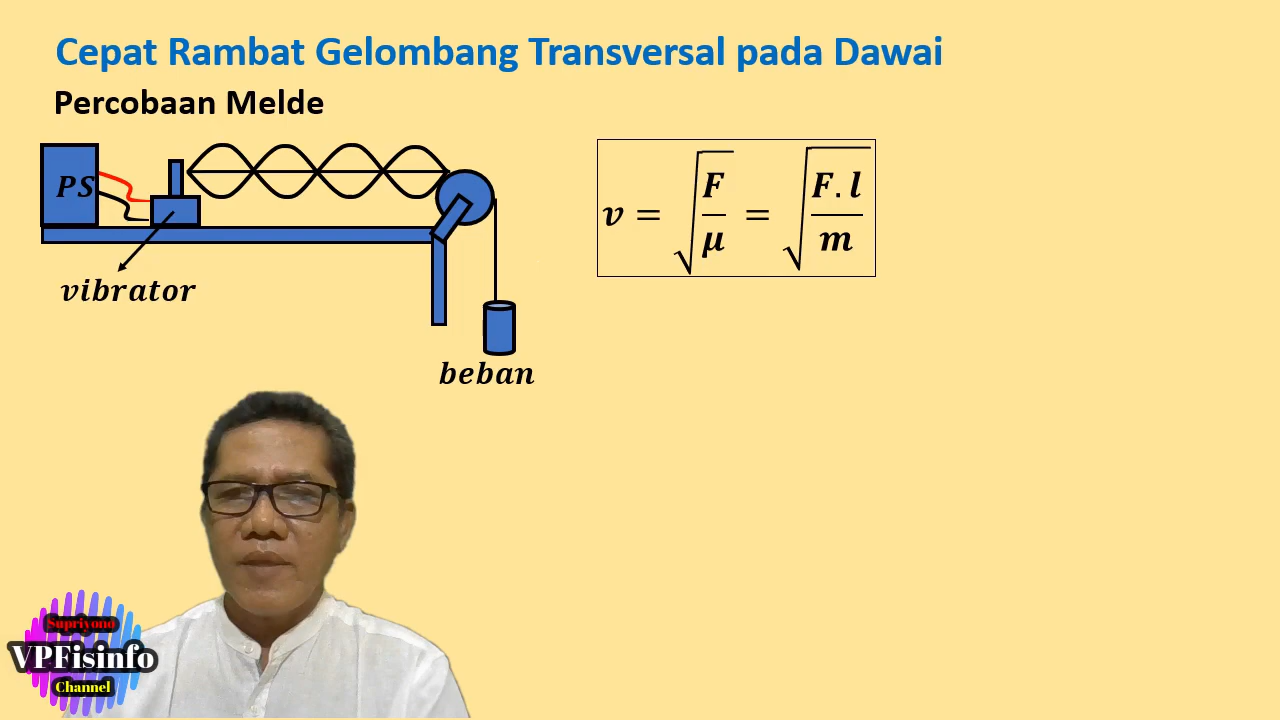 Cepat Rambat Gelombang Transversal pada Dawai
Percobaan Melde
PS
vibrator
beban
v = √(F/μ) = √(F.l/m)
Supriyono
VPFisinfo
Channel